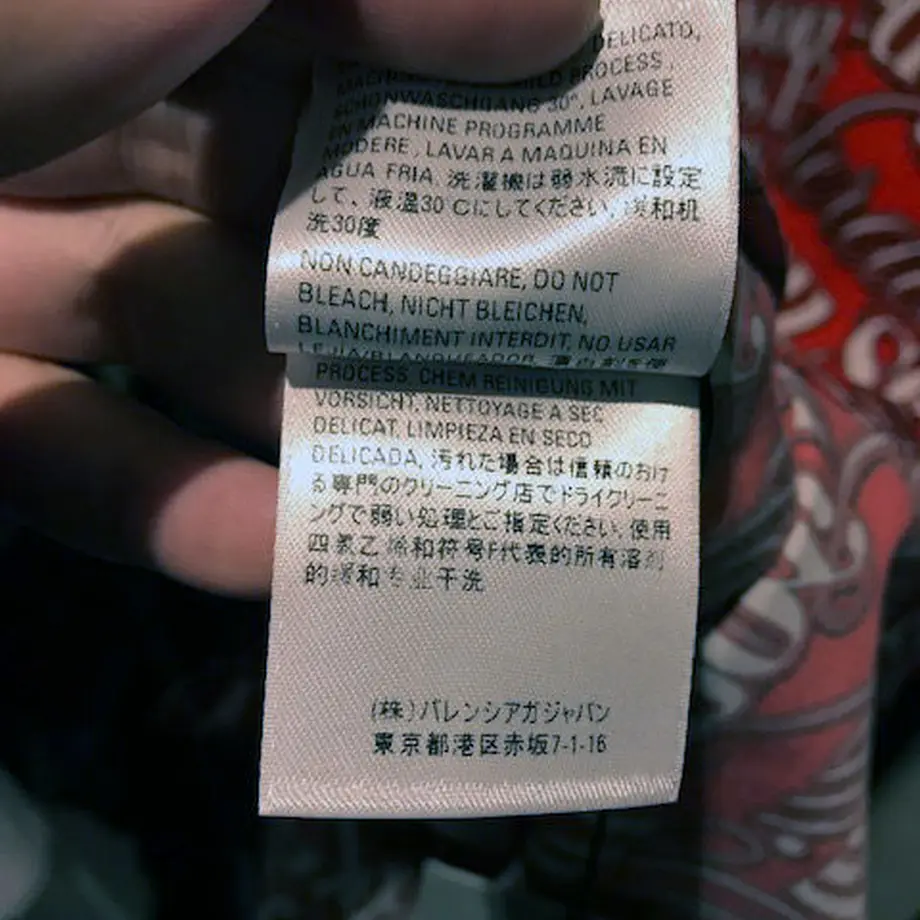 DELICATO,
PROCESS,
SCHONWASCHGANG 30°, LAVAGE
EN MACHINE PROGRAMME
MODERE, LAVAR A MAQUINA EN
AGUA FRIA. 洗濯機は弱水流に設定
して、液温30℃にしてください, 缓和机
洗30度
NON CANDEGGIARE, DO NOT
BLEACH, NICHT BLEICHEN,
BLANCHIMENT INTERDIT, NO USAR
PROCESS, CHEM REINIGUNG MIT
VORSICHT, NETTOYAGE A SEC
DELICAT, LIMPIEZA EN SECO
DELICADA, 汚れた場合は信頼のおけ
る専門のクリーニング店でドライクリーニ
ングで弱い処理とご指定ください, 使用
四氯乙烯和符号F代表的所有溶剂
的缓和专业干洗
(株)バレンシアガジャパン
東京都港区赤坂7-1-16